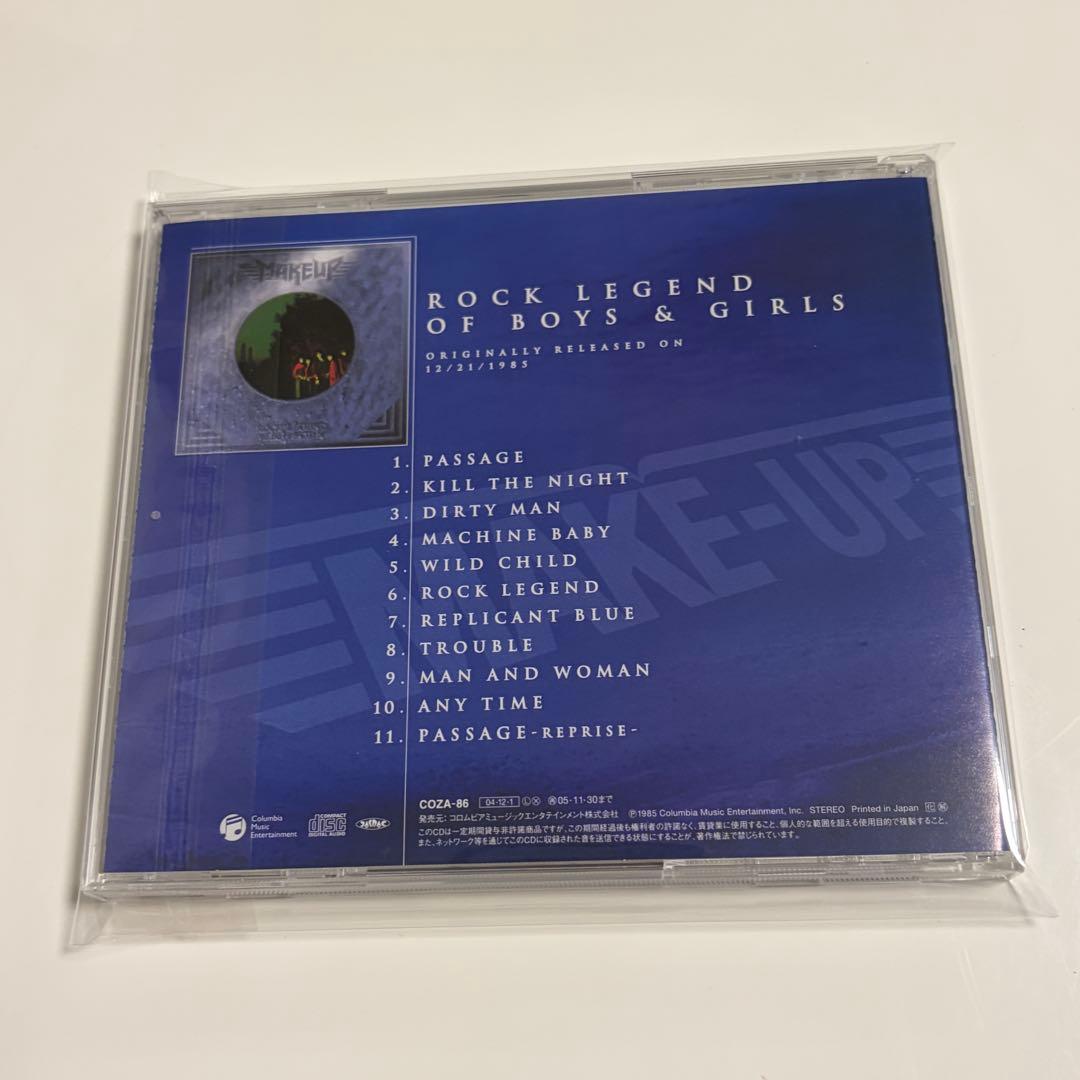 MAKEUP
ROCK LEGEND
OF BOYS & GIRLS
ORIGINALLY RELEASED ON
12/21/1985
1. PASSAGE
2. KILL THE NIGHT
3. DIRTY MAN
4. MACHINE BABY
5. WILD CHILD
6. ROCK LEGEND
7. REPLICANT BLUE
8. TROUBLE
9. MAN AND WOMAN
10. ANY TIME
11. PASSAGE-REPRISE-
MAKE-UP
COZA-86 04·12·1 Ⓛ Ⓧ 05·11·30まで
発売元:コロムビアミュージックエンタテインメント株式会社 Ⓟ1985 Columbia Music Entertainment, Inc. STEREO Printed in Japan
このCDは一定期間貸与非許諾商品ですが、この期間経過後も権利者の許諾なく、賃貸業に使用すること、個人的な範囲を超える使用目的で複製すること、
また、ネットワーク等を通じてこのCDに収録された音を送信できる状態にすることが、著作権法で禁じられています。
Columbia
Music
Entertainment
COMPACT
disc
DIGITAL AUDIO